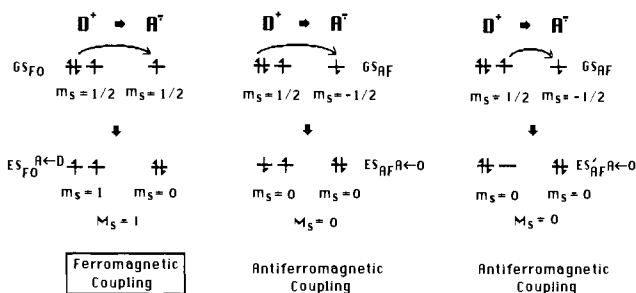 D⁺ ➡ A⁻̇ D⁺ ➡ A⁻̇ D⁺ ➡ A⁻̇
GS_FO GS_AF GS_AF
m_s = 1/2 m_s = 1/2 m_s = 1/2 m_s = -1/2 m_s = 1/2 m_s = -1/2
ES_FO^A←D ES_AF A←D ES′_AF A←D
m_s = 1 m_s = 0 m_s = 0 m_s = 0 m_s = 0 m_s = 0
M_s = 1 M_s = 0 M_s = 0
Ferromagnetic Antiferromagnetic Antiferromagnetic
Coupling Coupling Coupling